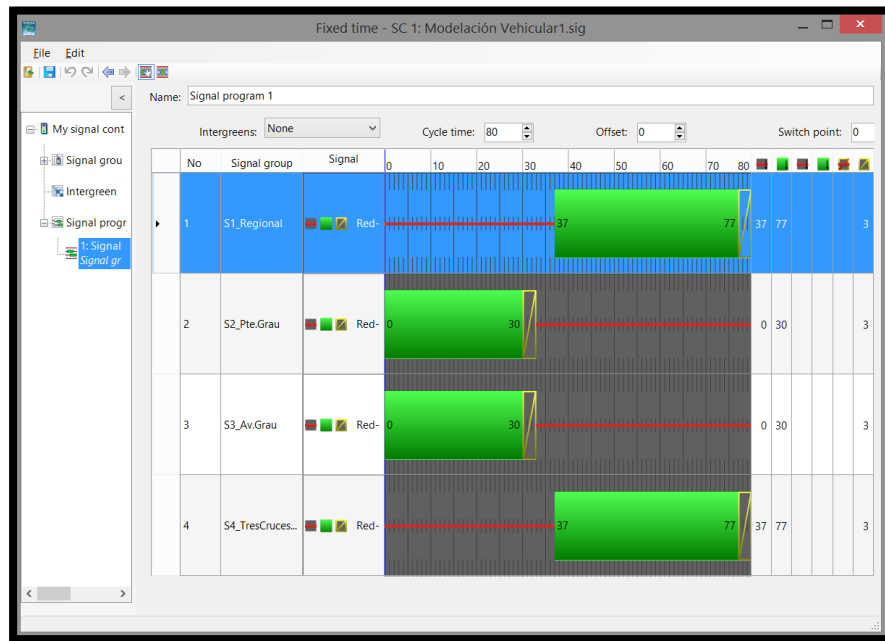 Fixed time - SC 1: Modelación Vehicular1.sig
File Edit
< Name: Signal program 1
My signal cont
Signal grou
Intergreen
Signal progr
1: Signal
Signal gr
Intergreens: None Cycle time: 80 Offset: 0 Switch point: 0
No Signal group Signal 0 10 20 30 40 50 60 70 80
1 S1_Regional Red- 37 77 37 77 3
2 S2_Pte.Grau Red- 0 30 0 30 3
3 S3_Av.Grau Red- 0 30 0 30 3
4 S4_TresCruces... Red- 37 77 37 77 3